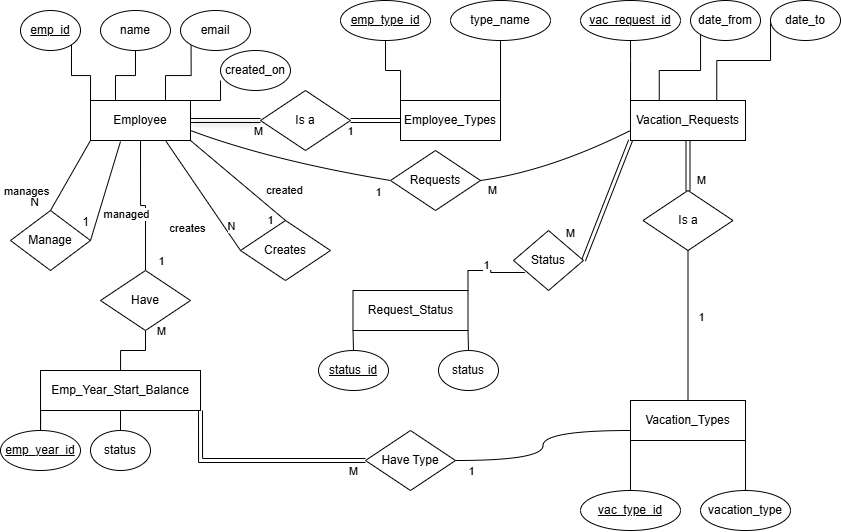 emp_id
name
email
created_on
emp_type_id
type_name
vac_request_id
date_from
date_to
Employee
M
Is a
1
Employee_Types
Vacation_Requests
1
Requests
M
manages
N
1
Manage
managed
creates
N
created
1
Creates
M
Status
1
M
Is a
1
1
Have
M
Request_Status
status_id
status
Emp_Year_Start_Balance
emp_year_id
status
M
Have Type
1
Vacation_Types
vac_type_id
vacation_type